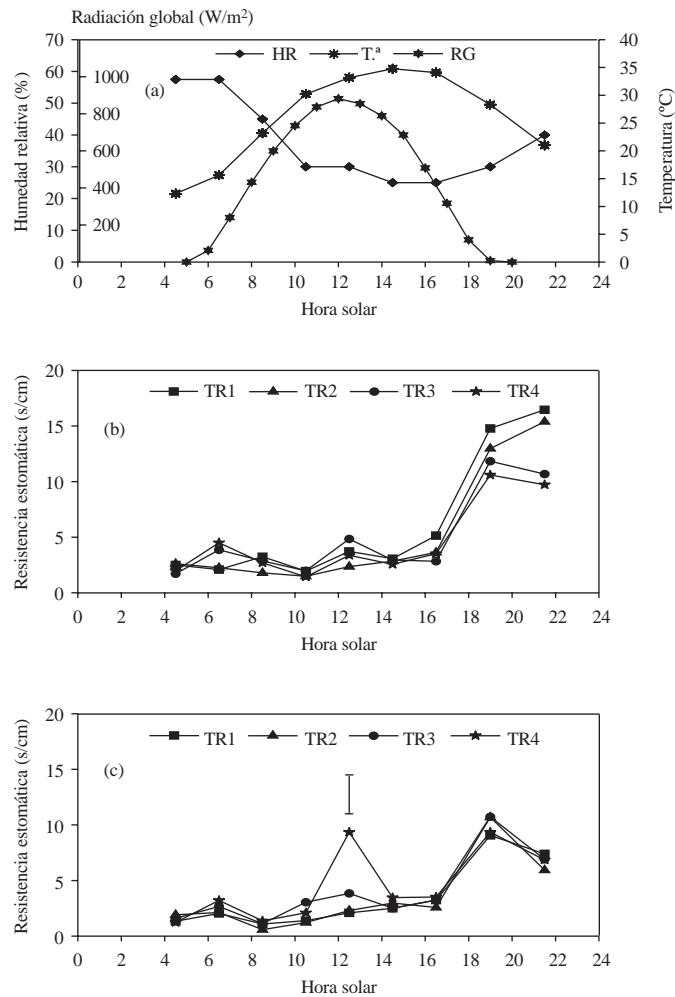 Radiación global (W/m²)
HR T.ª RG
(a)
Humedad relativa (%)
70
60
50
40
30
20
10
0
1000
800
600
400
200
40
35
30
25
20
15
10
5
0
Temperatura (ºC)
0 2 4 6 8 10 12 14 16 18 20 22 24
Hora solar
TR1 TR2 TR3 TR4
(b)
Resistencia estomática (s/cm)
20
15
10
5
0
0 2 4 6 8 10 12 14 16 18 20 22 24
Hora solar
TR1 TR2 TR3 TR4
(c)
Resistencia estomática (s/cm)
20
15
10
5
0
0 2 4 6 8 10 12 14 16 18 20 22 24
Hora solar